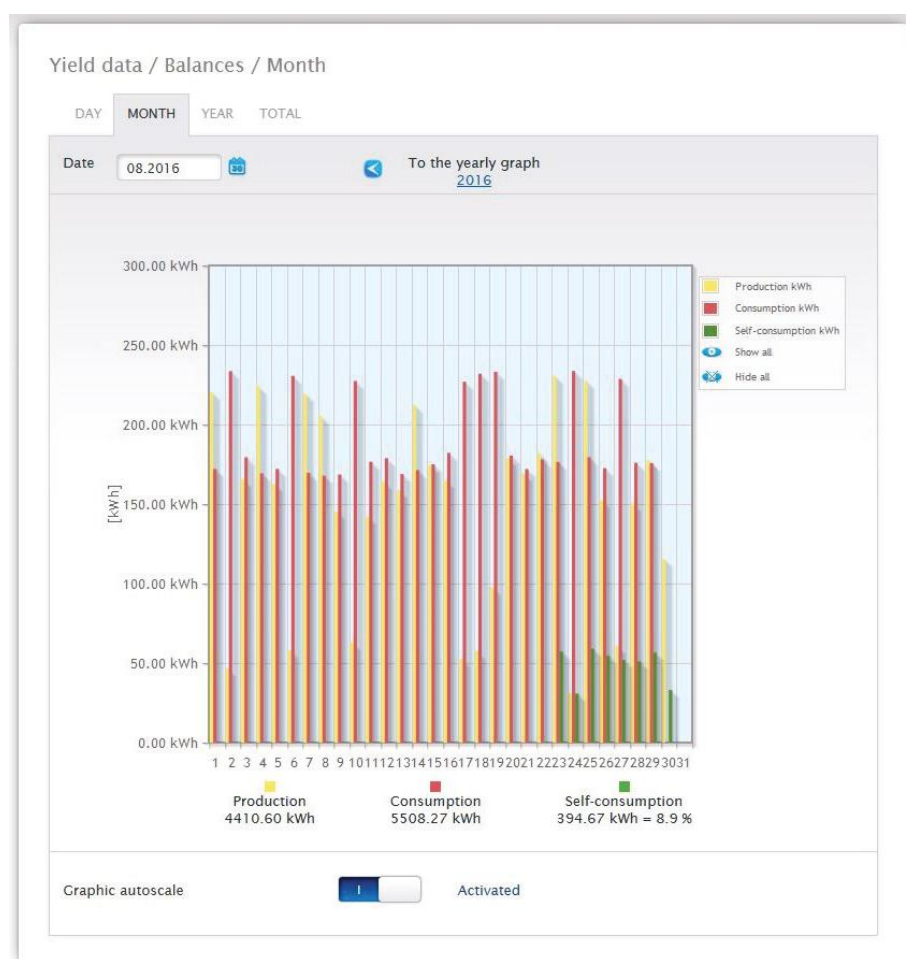 Yield data / Balances / Month
DAY MONTH YEAR TOTAL
Date 08.2016 30 To the yearly graph
2016
300.00 kWh
250.00 kWh
200.00 kWh
150.00 kWh
100.00 kWh
50.00 kWh
0.00 kWh
[kWh]
Production kWh
Consumption kWh
Self-consumption kWh
Show all
Hide all
1 2 3 4 5 6 7 8 9 10 11 12 13 14 15 16 17 18 19 20 21 22 23 24 25 26 27 28 29 30 31
Production Consumption Self-consumption
4410.60 kWh 5508.27 kWh 394.67 kWh = 8.9 %
Graphic autoscale I Activated